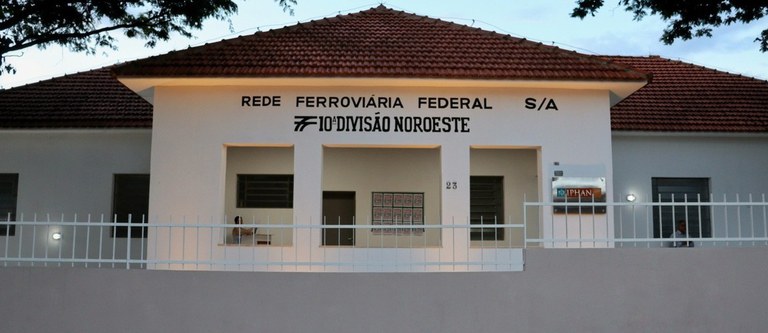 REDE FERROVIÁRIA FEDERAL S/A
10ª DIVISÃO NOROESTE
23
IPHAN